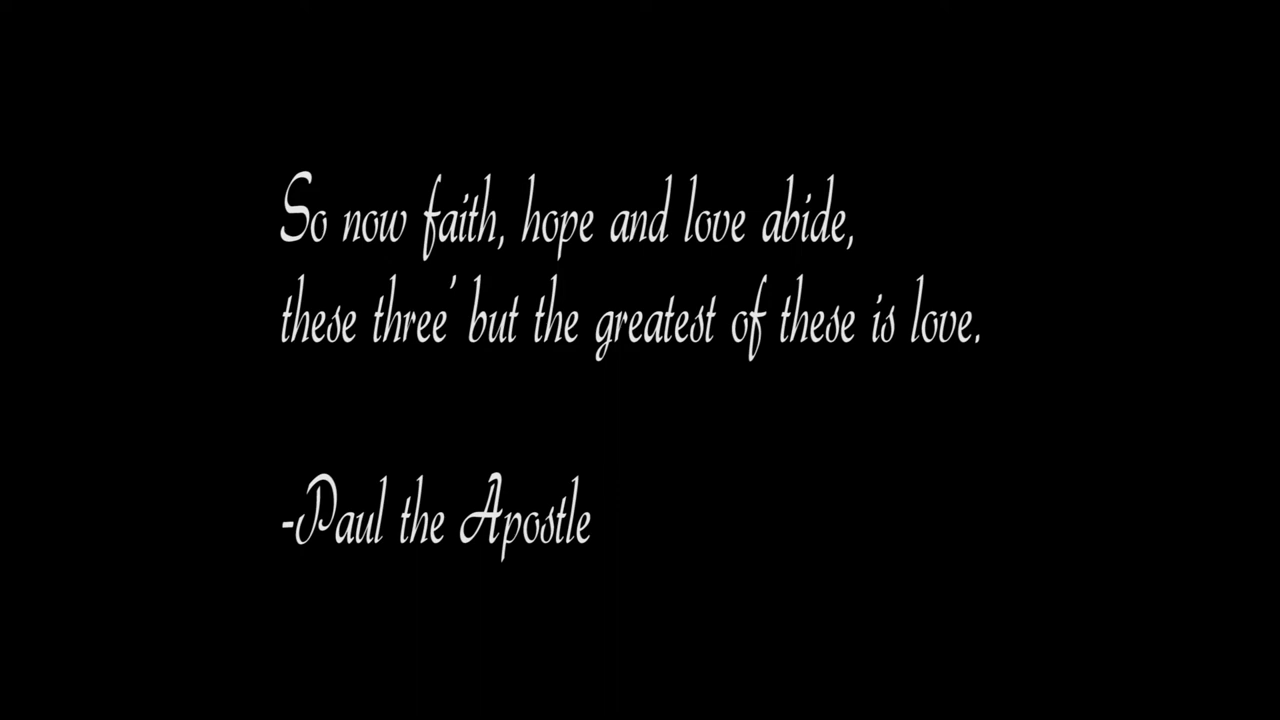 So now faith, hope and love abide,
these three' but the greatest of these is love.
-Paul the Apostle